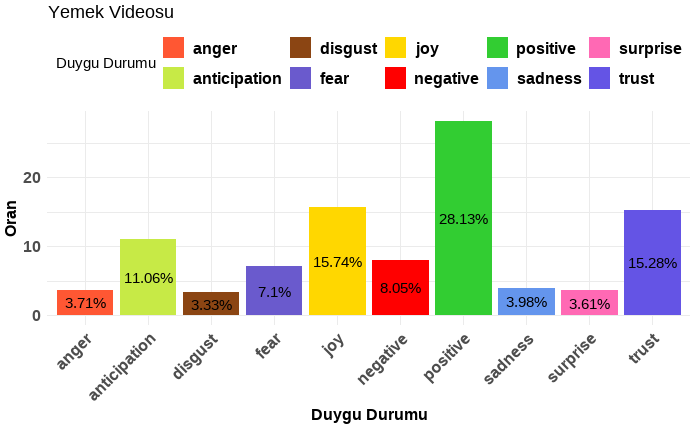 Yemek Videosu
Duygu Durumu
anger
disgust
joy
positive
surprise
anticipation
fear
negative
sadness
trust
Oran
20
10
0
3.71%
11.06%
3.33%
7.1%
15.74%
8.05%
28.13%
3.98%
3.61%
15.28%
anger
anticipation
disgust
fear
joy
negative
positive
sadness
surprise
trust
Duygu Durumu